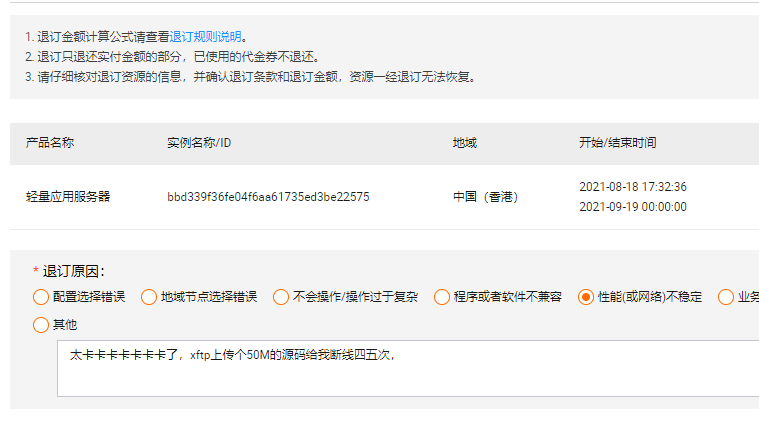 1. 退订金额计算公式请查看退订规则说明。
2. 退订只退还实付金额的部分，已使用的代金券不退还。
3. 请仔细核对退订资源的信息，并确认退订条款和退订金额，资源一经退订无法恢复。
产品名称 实例名称/ID 地域 开始/结束时间
轻量应用服务器 bbd339f36fe04f6aa61735ed3be22575 中国（香港） 2021-08-18 17:32:36
2021-09-19 00:00:00
* 退订原因：
配置选择错误 地域节点选择错误 不会操作/操作过于复杂 程序或者软件不兼容 性能(或网络)不稳定 业务
其他
太卡卡卡卡卡卡卡了，xftp上传个50M的源码给我断线四五次，